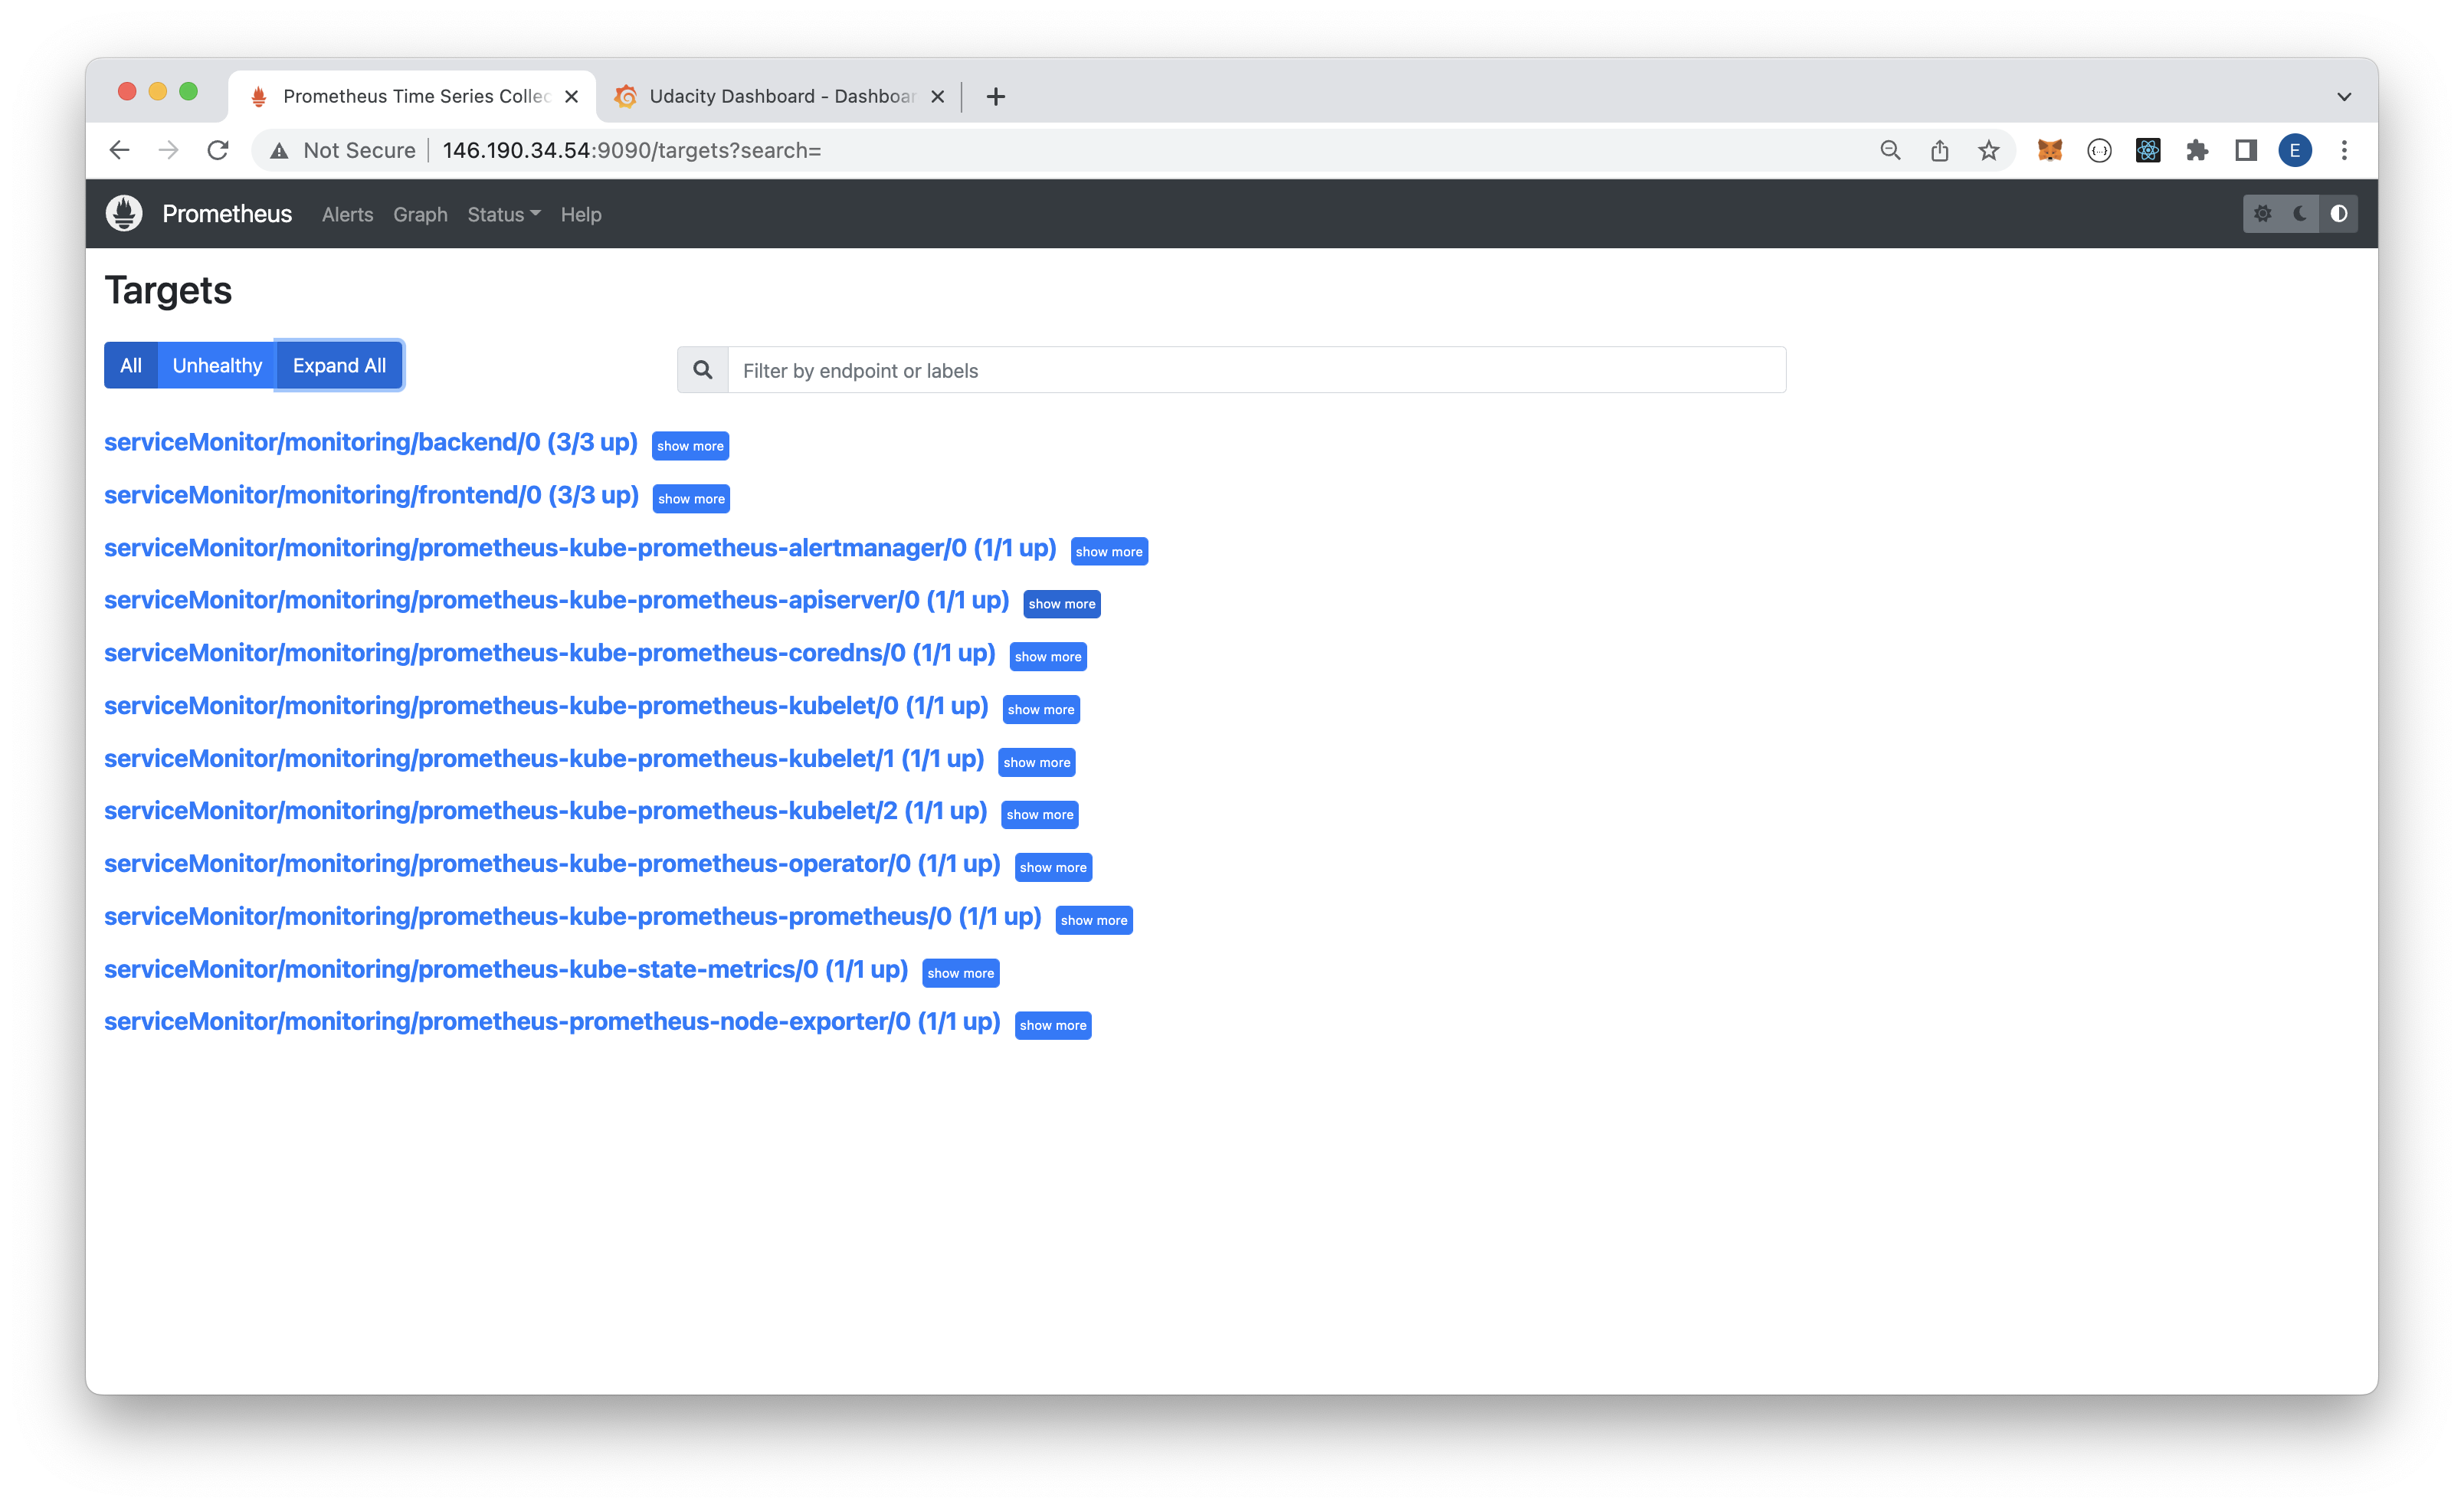 Prometheus Time Series Collec
Udacity Dashboard - Dashboar
Not Secure 146.190.34.54:9090/targets?search=
E
Prometheus Alerts Graph Status Help
Targets
All Unhealthy Expand All
Filter by endpoint or labels
serviceMonitor/monitoring/backend/0 (3/3 up) show more
serviceMonitor/monitoring/frontend/0 (3/3 up) show more
serviceMonitor/monitoring/prometheus-kube-prometheus-alertmanager/0 (1/1 up) show more
serviceMonitor/monitoring/prometheus-kube-prometheus-apiserver/0 (1/1 up) show more
serviceMonitor/monitoring/prometheus-kube-prometheus-coredns/0 (1/1 up) show more
serviceMonitor/monitoring/prometheus-kube-prometheus-kubelet/0 (1/1 up) show more
serviceMonitor/monitoring/prometheus-kube-prometheus-kubelet/1 (1/1 up) show more
serviceMonitor/monitoring/prometheus-kube-prometheus-kubelet/2 (1/1 up) show more
serviceMonitor/monitoring/prometheus-kube-prometheus-operator/0 (1/1 up) show more
serviceMonitor/monitoring/prometheus-kube-prometheus-prometheus/0 (1/1 up) show more
serviceMonitor/monitoring/prometheus-kube-state-metrics/0 (1/1 up) show more
serviceMonitor/monitoring/prometheus-prometheus-node-exporter/0 (1/1 up) show more